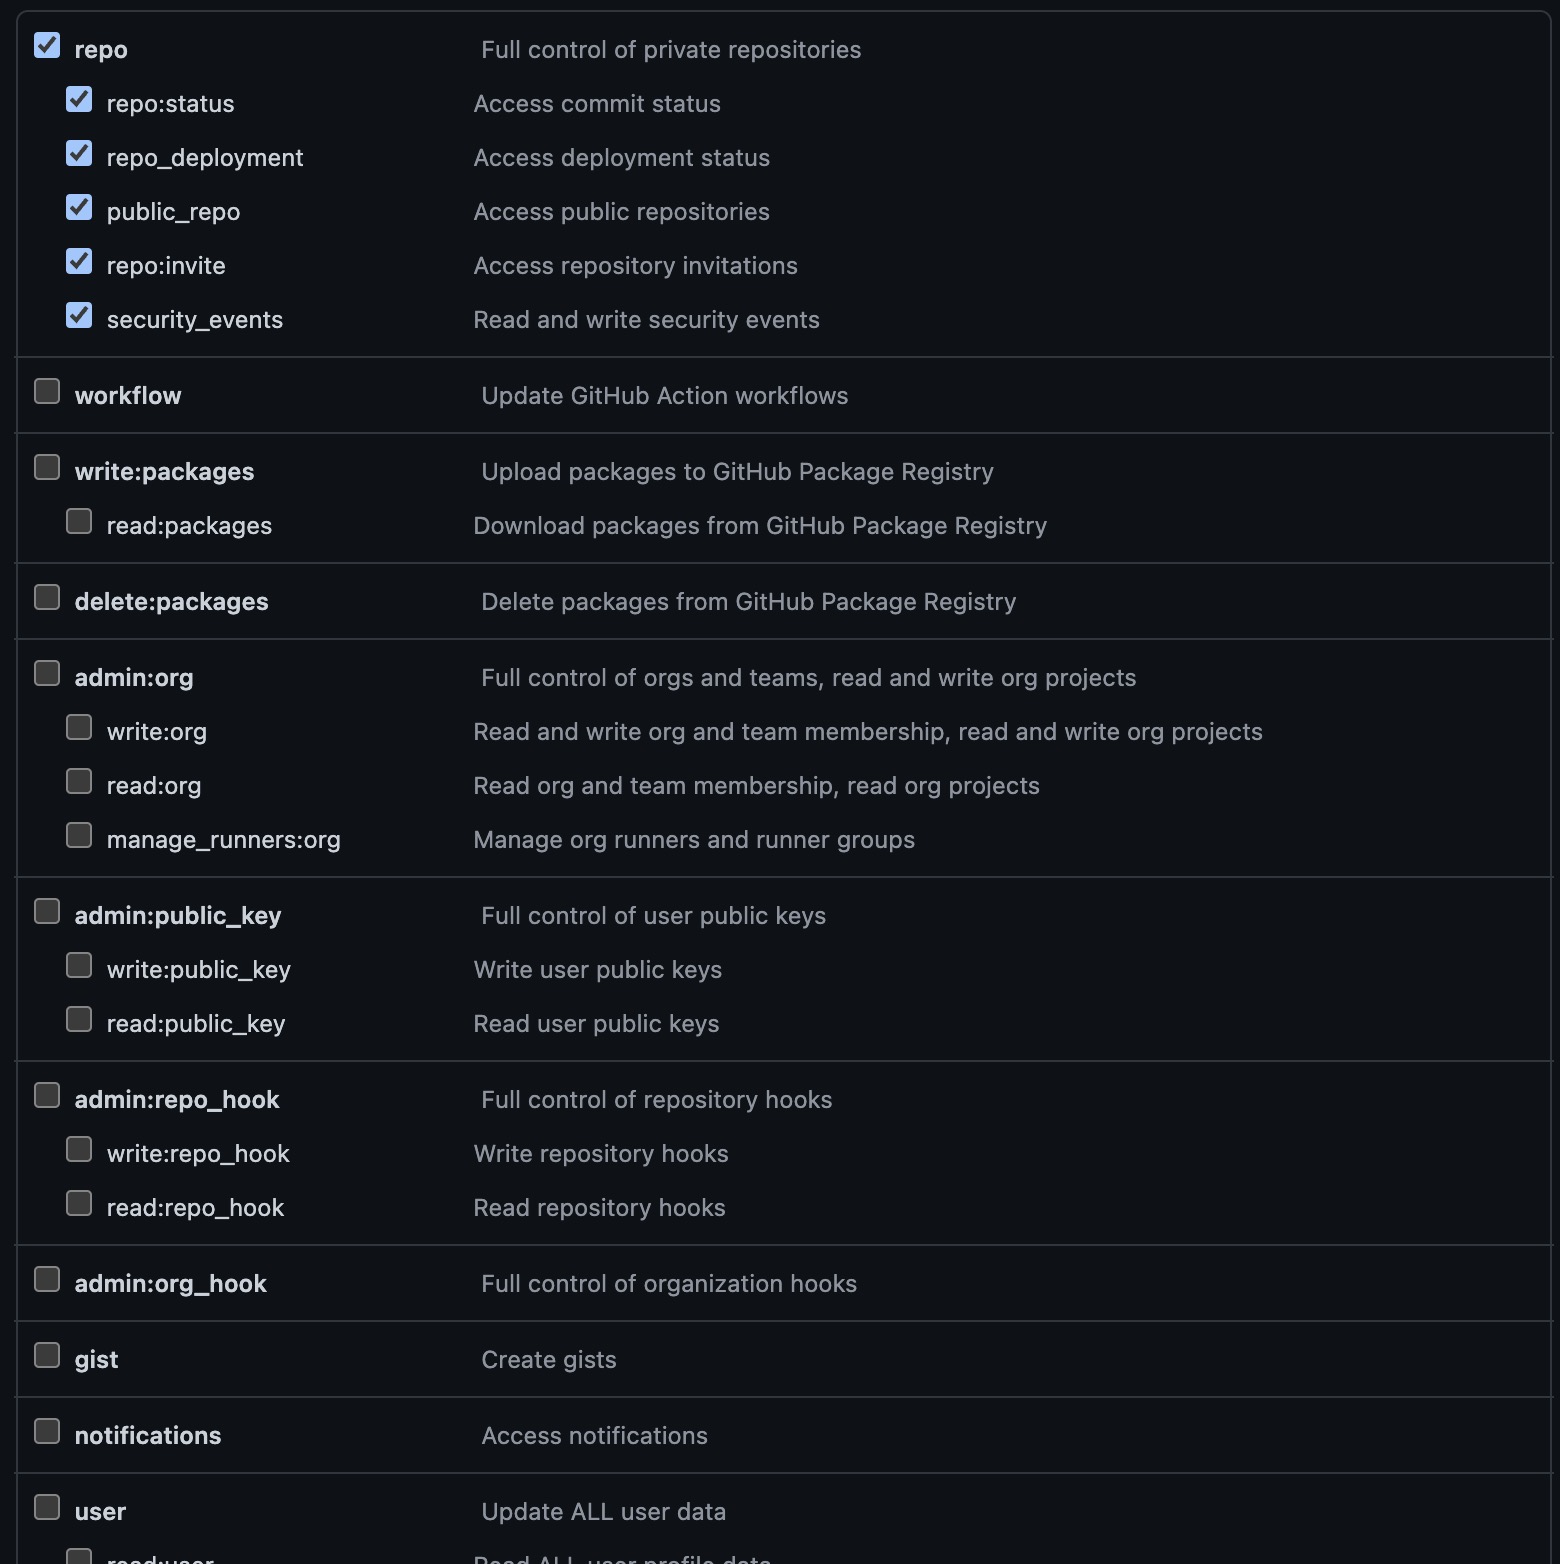 repo Full control of private repositories
repo:status Access commit status
repo_deployment Access deployment status
public_repo Access public repositories
repo:invite Access repository invitations
security_events Read and write security events
workflow Update GitHub Action workflows
write:packages Upload packages to GitHub Package Registry
read:packages Download packages from GitHub Package Registry
delete:packages Delete packages from GitHub Package Registry
admin:org Full control of orgs and teams, read and write org projects
write:org Read and write org and team membership, read and write org projects
read:org Read org and team membership, read org projects
manage_runners:org Manage org runners and runner groups
admin:public_key Full control of user public keys
write:public_key Write user public keys
read:public_key Read user public keys
admin:repo_hook Full control of repository hooks
write:repo_hook Write repository hooks
read:repo_hook Read repository hooks
admin:org_hook Full control of organization hooks
gist Create gists
notifications Access notifications
user Update ALL user data
read:user Read ALL user profile data